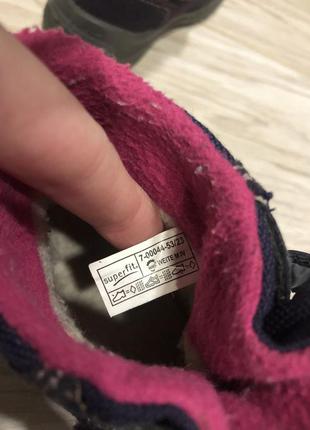 superfit.
7-00044-53/23
WEITE M IV